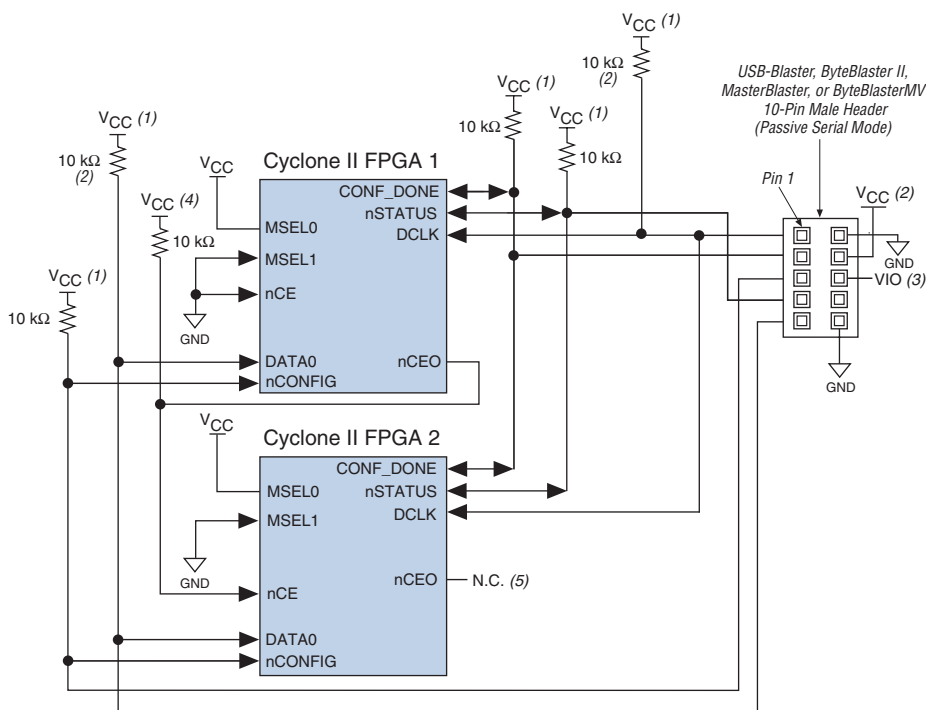 VCC (1)
10 kΩ
(2)
VCC (1)
10 kΩ
VCC (1)
10 kΩ
USB-Blaster, ByteBlaster II,
MasterBlaster, or ByteBlasterMV
10-Pin Male Header
(Passive Serial Mode)
Pin 1
VCC (2)
GND
VIO (3)
GND
VCC (1)
10 kΩ
(2)
VCC (4)
10 kΩ
VCC (1)
10 kΩ
VCC
Cyclone II FPGA 1
CONF_DONE
nSTATUS
MSEL0
DCLK
MSEL1
nCE
GND
DATA0
nCEO
nCONFIG
VCC
Cyclone II FPGA 2
CONF_DONE
MSEL0
nSTATUS
MSEL1
DCLK
GND
nCEO
N.C. (5)
nCE
DATA0
nCONFIG